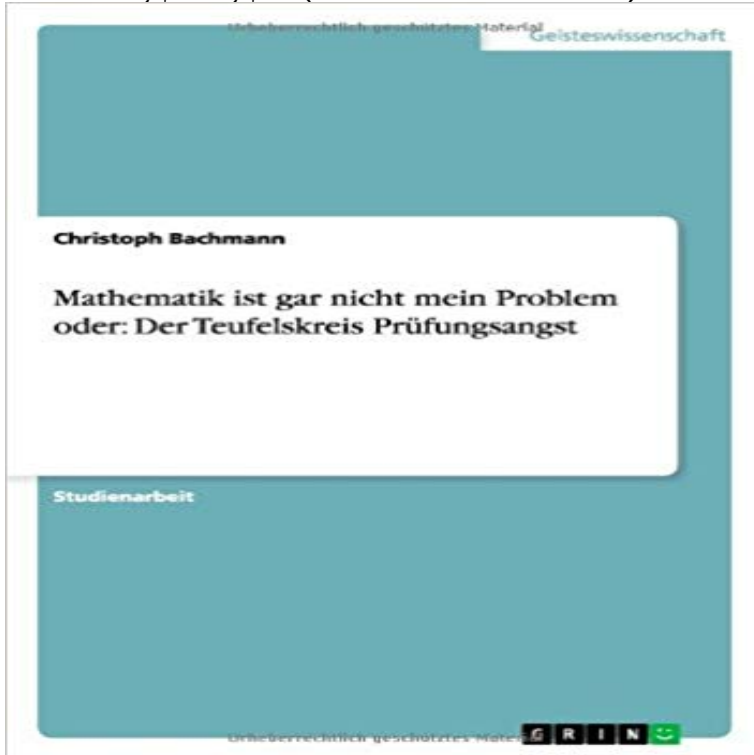 Urheberrechtlich geschütztes Material
Geisteswissenschaft
Christoph Bachmann
Mathematik ist gar nicht mein Problem
oder: Der Teufelskreis Prüfungsangst
Studienarbeit
Urheberrechtlich geschütztes Mater
GRIN